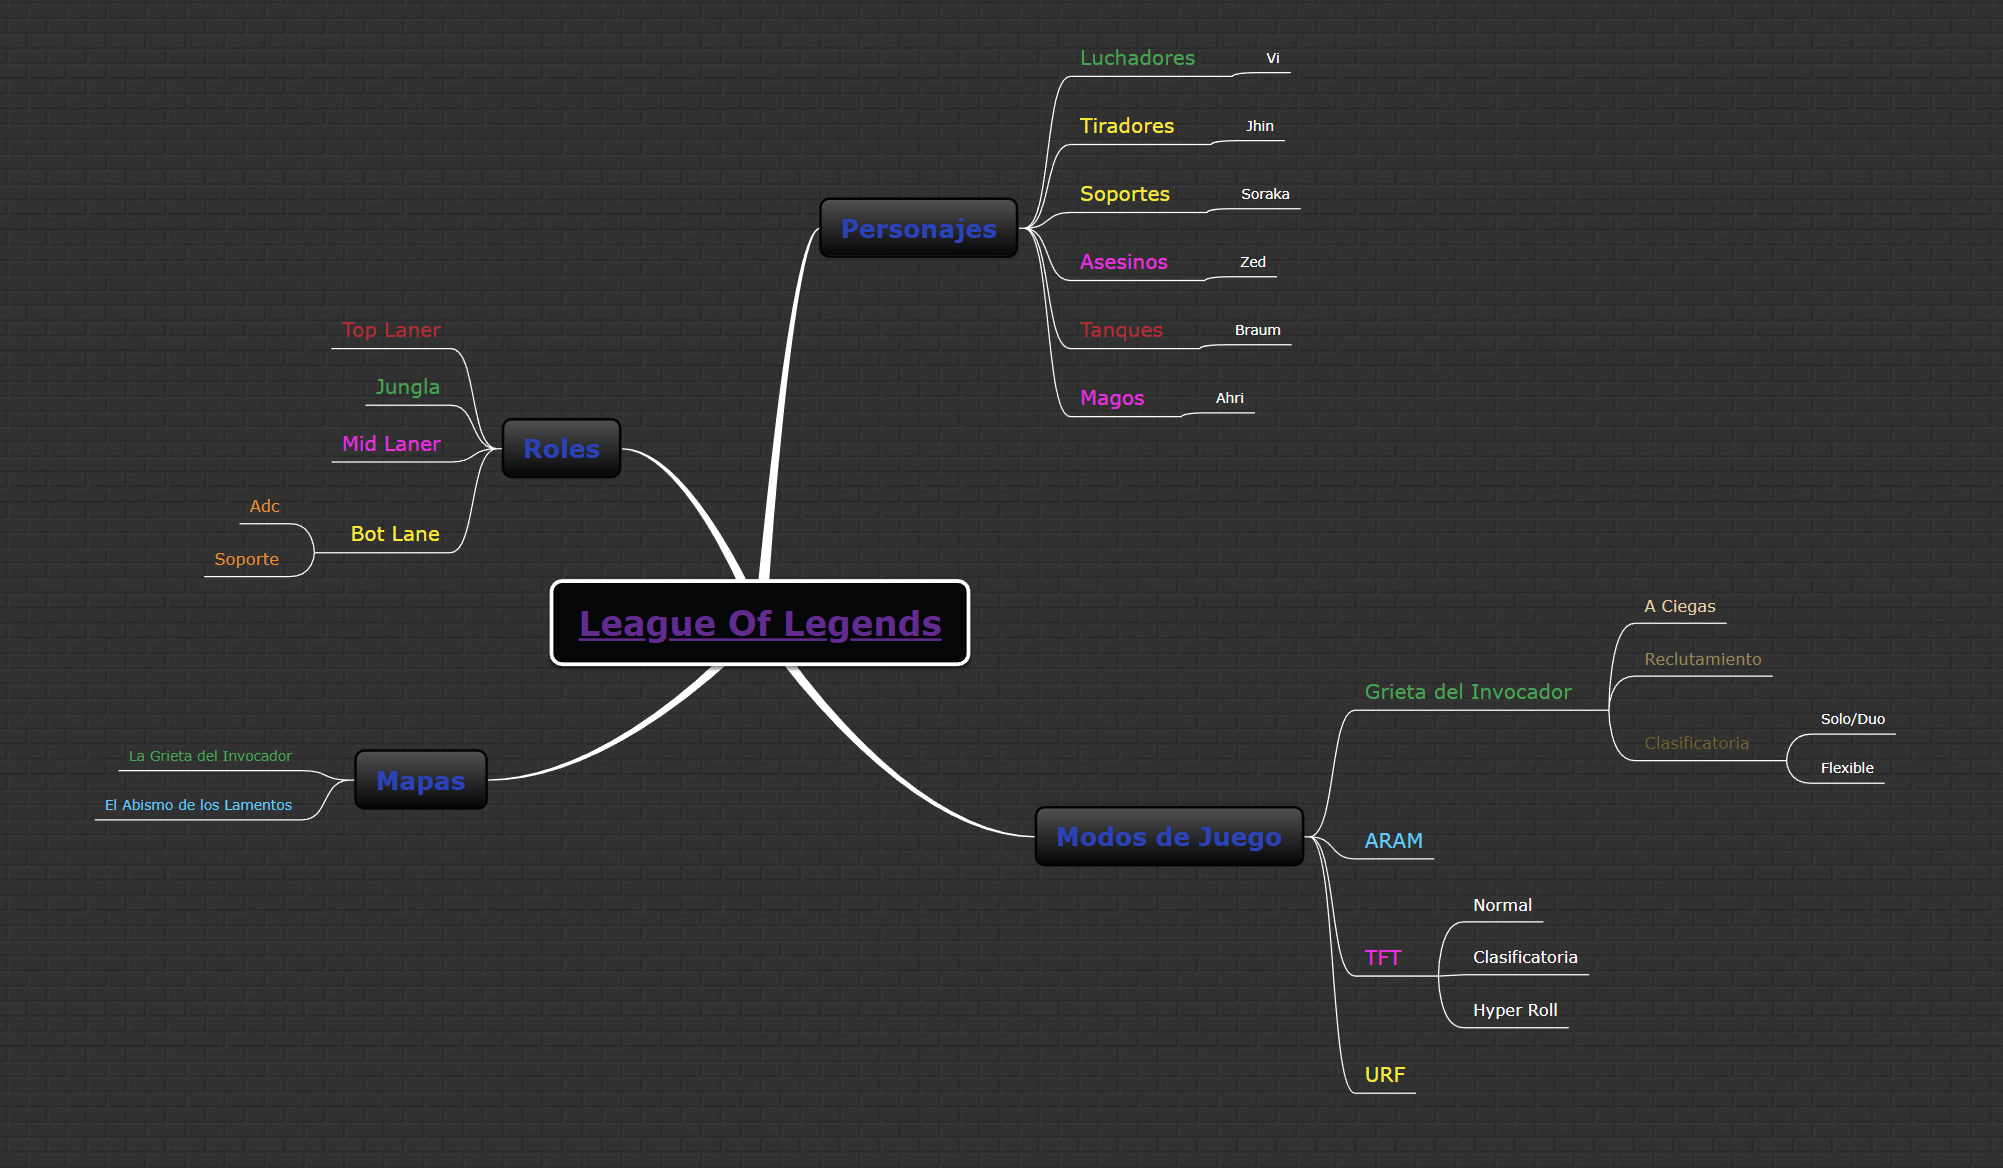 League Of Legends
Personajes
Luchadores
Vi
Tiradores
Jhin
Soportes
Soraka
Asesinos
Zed
Tanques
Braum
Magos
Ahri
Roles
Top Laner
Jungla
Mid Laner
Bot Lane
Adc
Soporte
Mapas
La Grieta del Invocador
El Abismo de los Lamentos
Modos de Juego
Grieta del Invocador
A Ciegas
Reclutamiento
Clasificatoria
Solo/Duo
Flexible
ARAM
TFT
Normal
Clasificatoria
Hyper Roll
URF